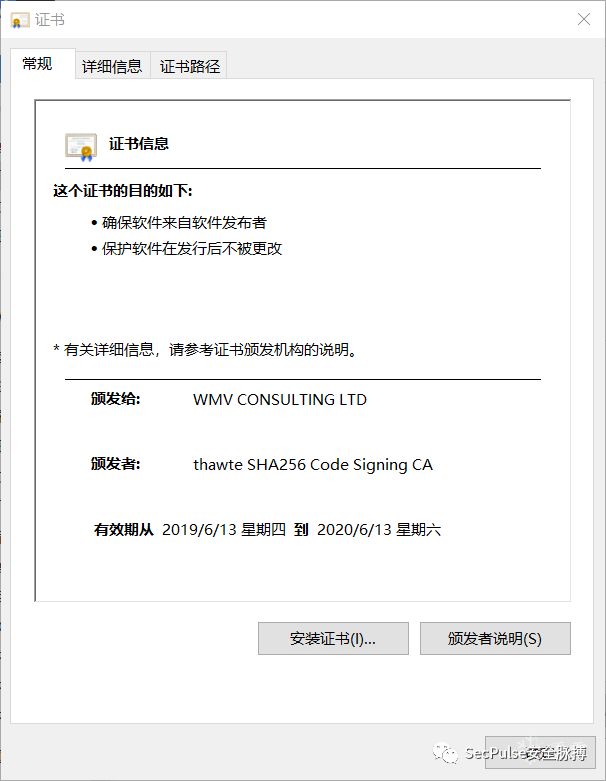 证书
常规 详细信息 证书路径
证书信息
这个证书的目的如下:
• 确保软件来自软件发布者
• 保护软件在发行后不被更改
* 有关详细信息，请参考证书颁发机构的说明。
颁发给: WMV CONSULTING LTD
颁发者: thawte SHA256 Code Signing CA
有效期从 2019/6/13 星期四 到 2020/6/13 星期六
安装证书(I)... 颁发者说明(S)
SecPulse安全脉搏